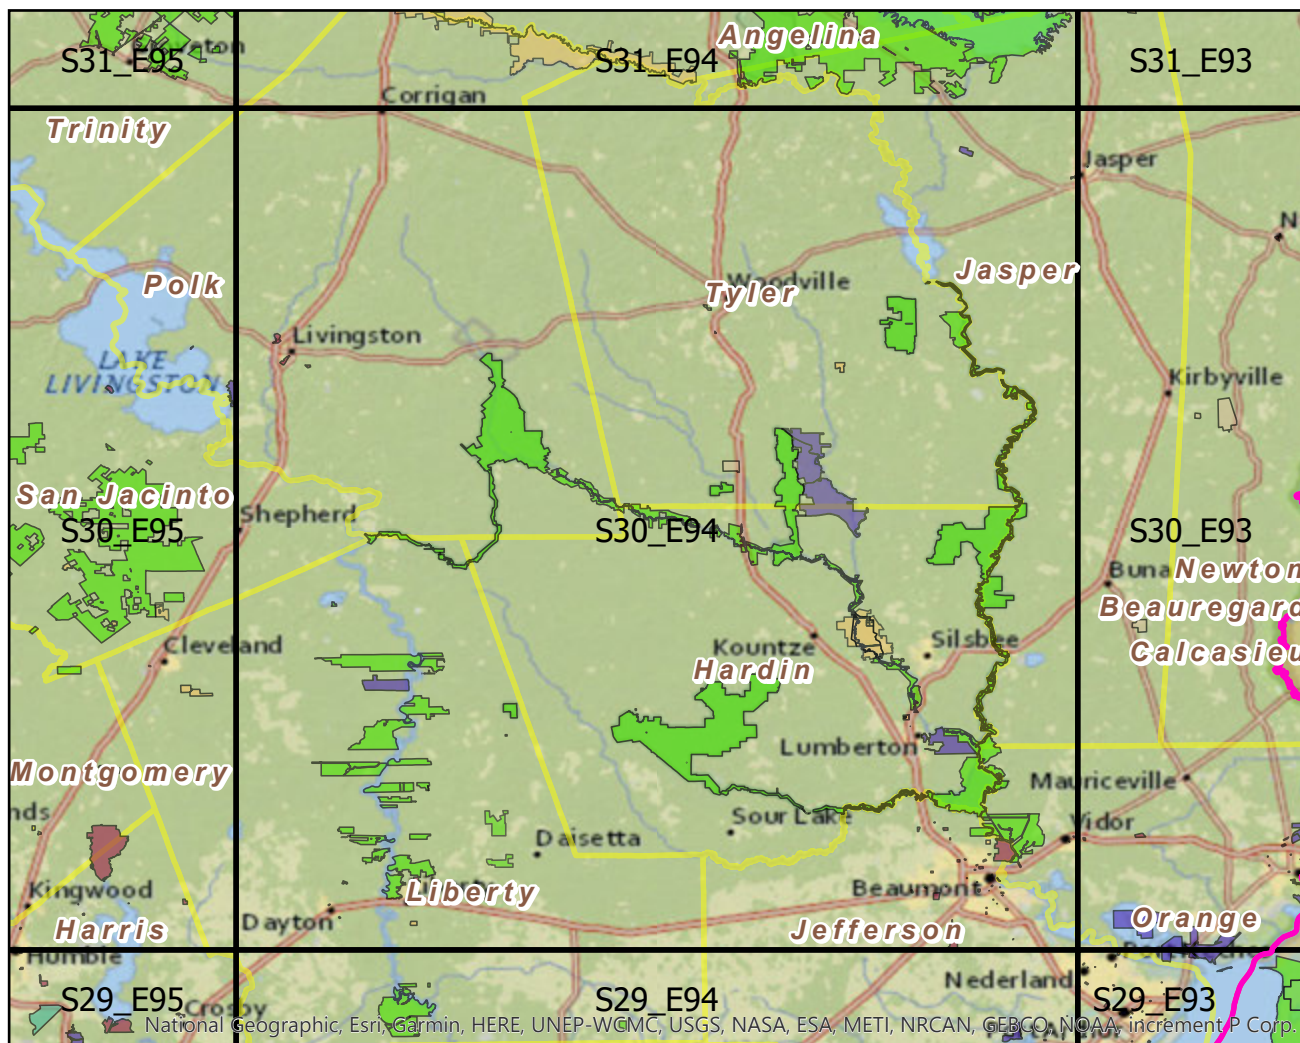 Angelina
S31_E95
S31_E94
S31_E93
Corrigan
Trinity
Jasper
Jasper
Polk
Woodville
Tyler
Livingston
LAKE
LIVINGSTON
Kirbyville
San Jacinto
Shepherd
S30_E95
S30_E94
S30_E93
Buna
Newton
Beauregard
Cleveland
Kountze
Silsbee
Calcasieu
Hardin
Lumberton
Montgomery
Mauriceville
Sour Lake
Vidor
Daisetta
Kingwood
Liberty
Beaumont
Dayton
Harris
Jefferson
Orange
Humble
Nederland
S29_E95
Crosby
S29_E94
S29_E93
National Geographic, Esri, Garmin, HERE, UNEP-WCMC, USGS, NASA, ESA, METI, NRCAN, GEBCO, NOAA, increment P Corp.